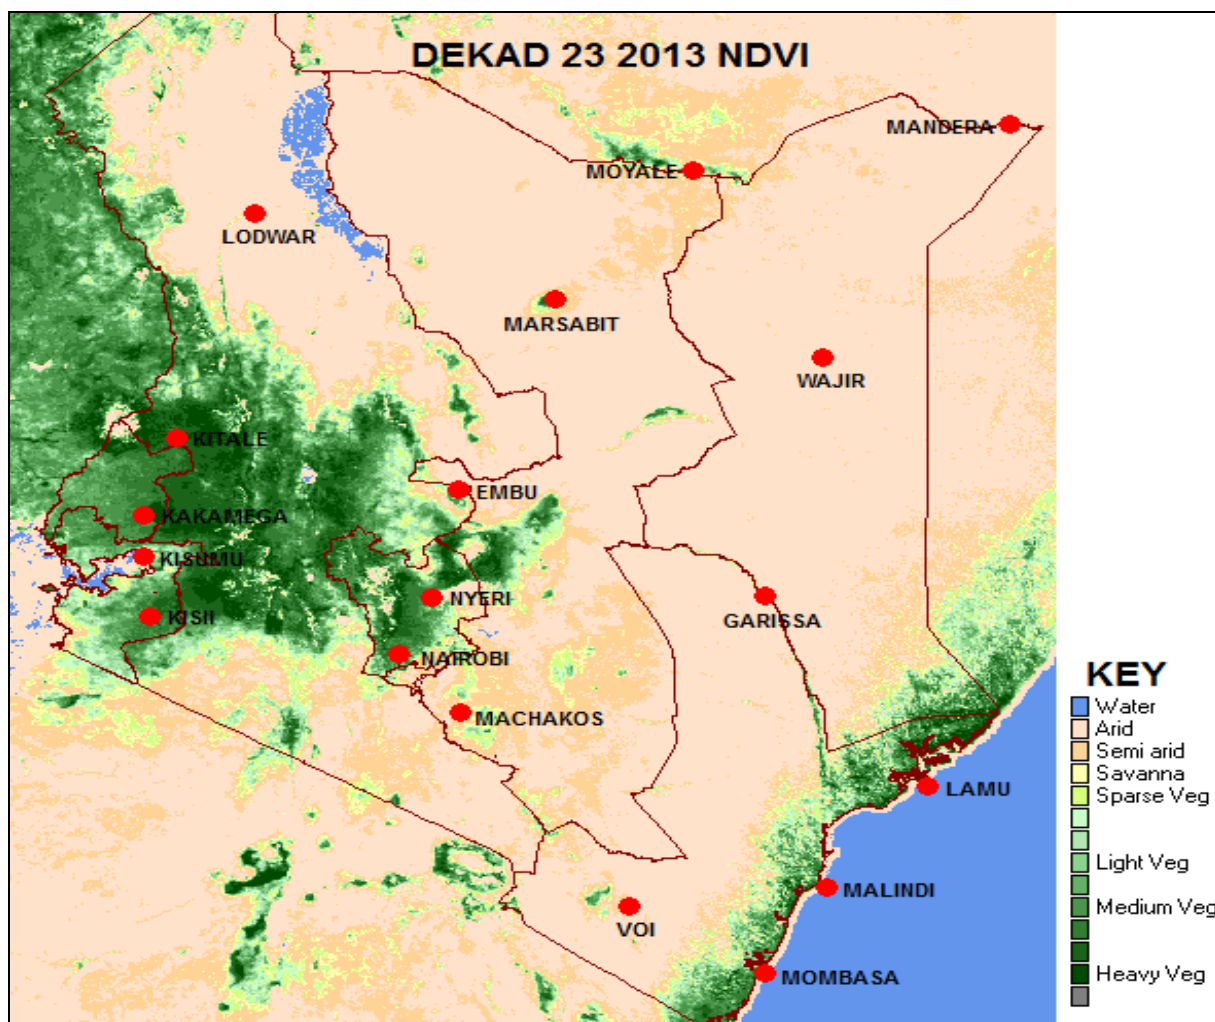 DEKAD 23 2013 NDVI
MANDERA
MOYALE
LODWAR
MARSABIT
WAJIR
KITALE
EMBU
KAKAMEGA
KISUMU
NYERI
KISII
GARISSA
NAIROBI
MACHAKOS
LAMU
MALINDI
VOI
MOMBASA
KEY
Water
Arid
Semi arid
Savanna
Sparse Veg
Light Veg
Medium Veg
Heavy Veg